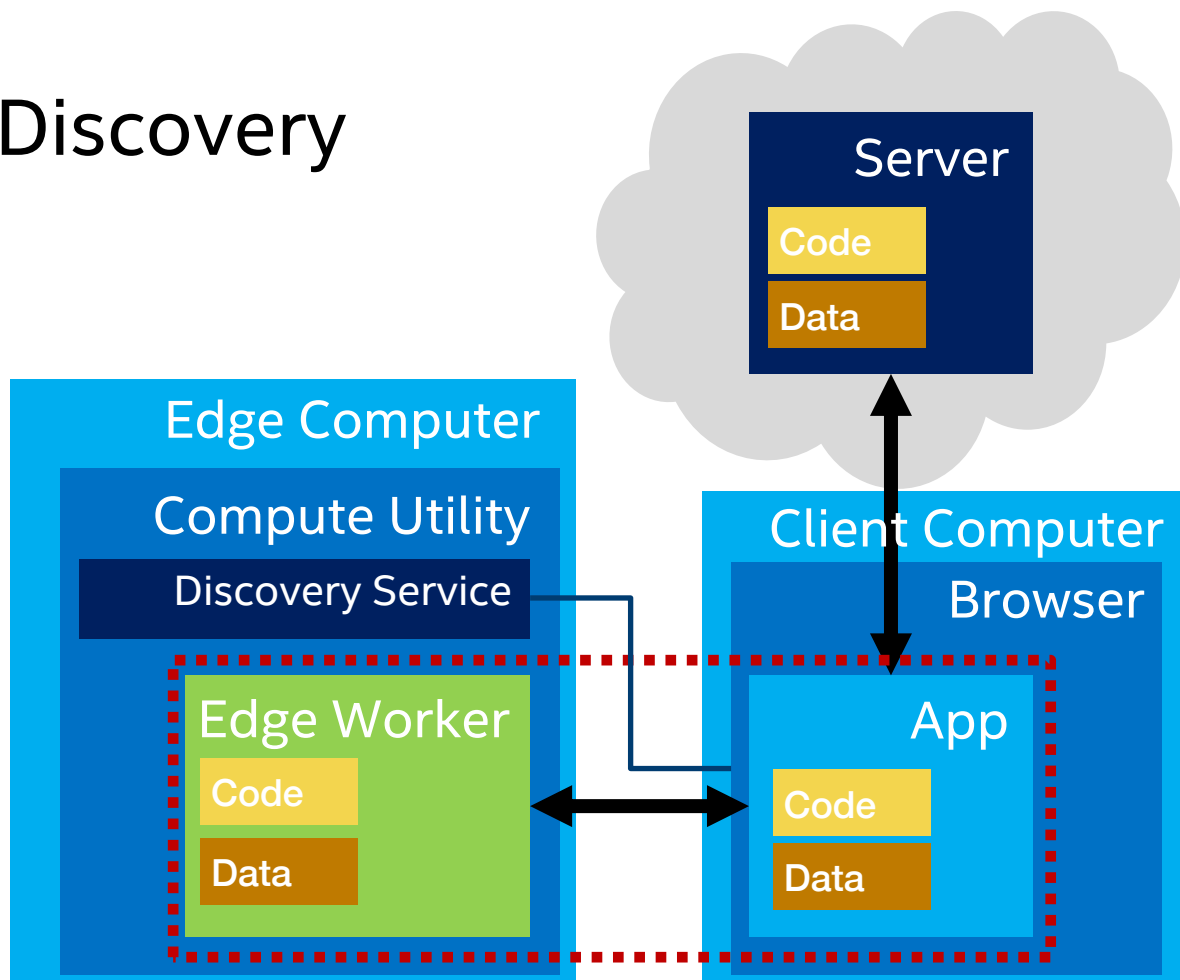 Discovery
Server
Code
Data
Edge Computer
Compute Utility
Discovery Service
Edge Worker
Code
Data
Client Computer
Browser
App
Code
Data